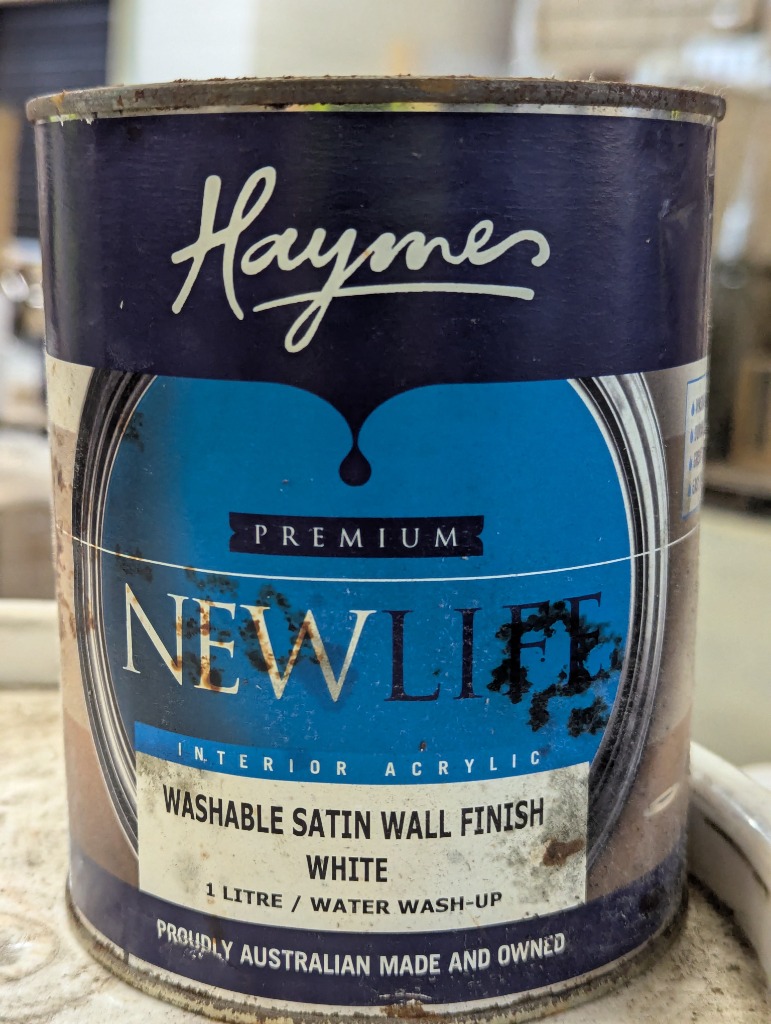 Haymes
PREMIUM
NEWLIFE
INTERIOR ACRYLIC
WASHABLE SATIN WALL FINISH
WHITE
1 LITRE / WATER WASH-UP
PROUDLY AUSTRALIAN MADE AND OWNED